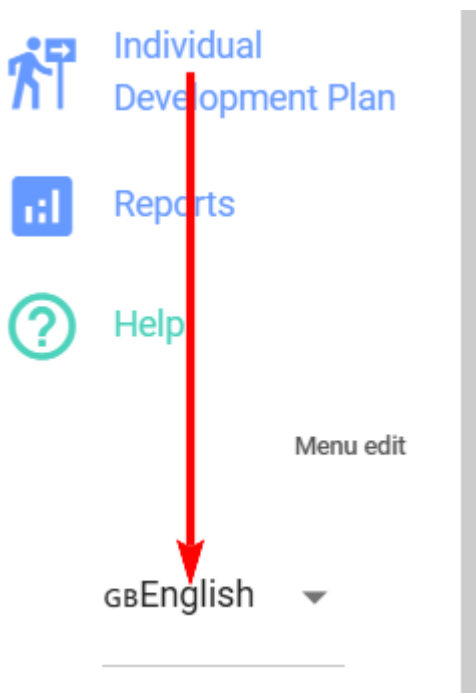 Individual
Development Plan
Reports
Help
Menu edit
GBEnglish